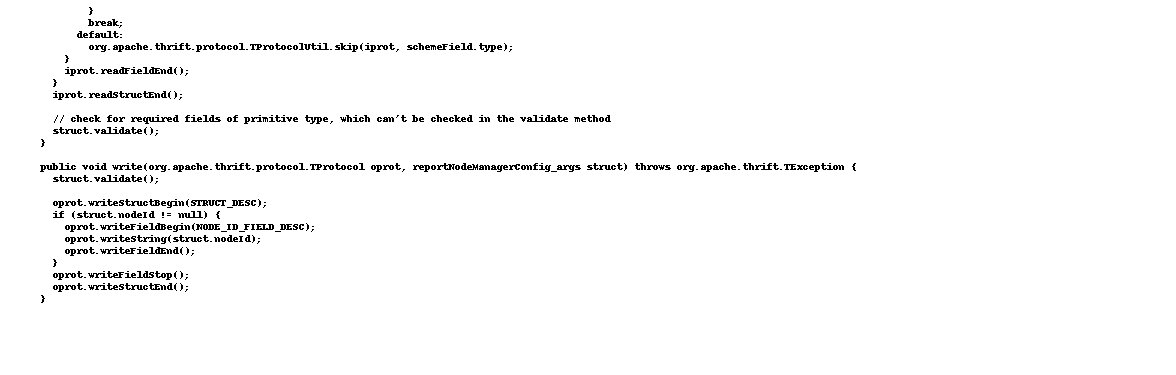 }
break;
default:
org.apache.thrift.protocol.TProtocolUtil.skip(iprot, schemeField.type);
}
iprot.readFieldEnd();
}
iprot.readStructEnd();
// check for required fields of primitive type, which can't be checked in the validate method
struct.validate();
}
public void write(org.apache.thrift.protocol.TProtocol oprot, reportNodeManagerConfig_args struct) throws org.apache.thrift.TException {
struct.validate();
oprot.writeStructBegin(STRUCT_DESC);
if (struct.nodeId != null) {
oprot.writeFieldBegin(NODE_ID_FIELD_DESC);
oprot.writeString(struct.nodeId);
oprot.writeFieldEnd();
}
oprot.writeFieldStop();
oprot.writeStructEnd();
}